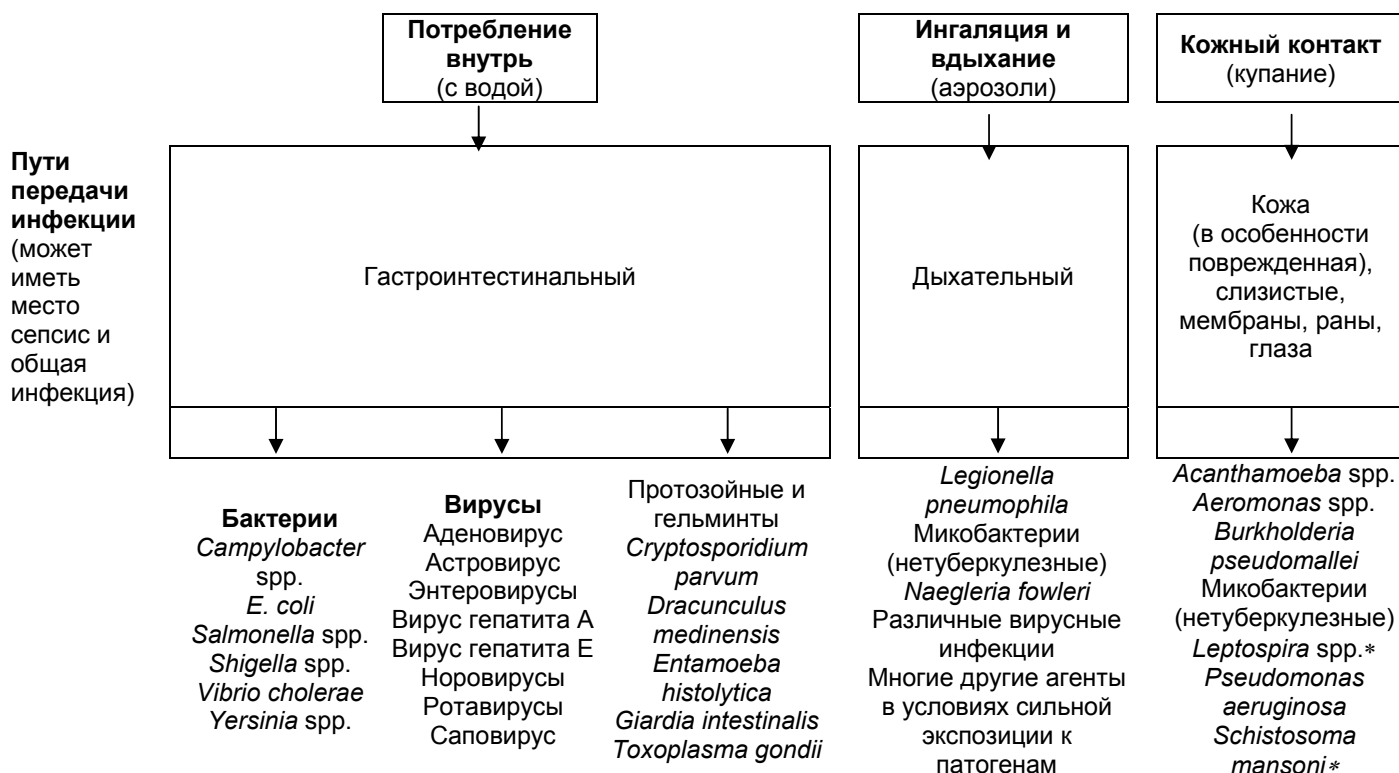 Потребление
внутрь
(с водой)
Ингаляция и
вдыхание
(аэрозоли)
Кожный контакт
(купание)
Пути
передачи
инфекции
(может
иметь
место
сепсис и
общая
инфекция)
Гастроинтестинальный
Дыхательный
Кожа
(в особенности
поврежденная),
слизистые,
мембраны, раны,
глаза
Бактерии
Campylobacter
spp.
E. coli
Salmonella spp.
Shigella spp.
Vibrio cholerae
Yersinia spp.
Вирусы
Аденовирус
Астровирус
Энтеровирусы
Вирус гепатита А
Вирус гепатита Е
Норовирусы
Ротавирусы
Саповирус
Протозойные и
гельминты
Cryptosporidium
parvum
Dracunculus
medinensis
Entamoeba
histolytica
Giardia intestinalis
Toxoplasma gondii
Legionella
pneumophila
Микобактерии
(нетуберкулезные)
Naegleria fowleri
Различные вирусные
инфекции
Многие другие агенты
в условиях сильной
экспозиции к
патогенам
Acanthamoeba spp.
Aeromonas spp.
Burkholderia
pseudomallei
Микобактерии
(нетуберкулезные)
Leptospira spp.*
Pseudomonas
aeruginosa
Schistosoma
mansoni*